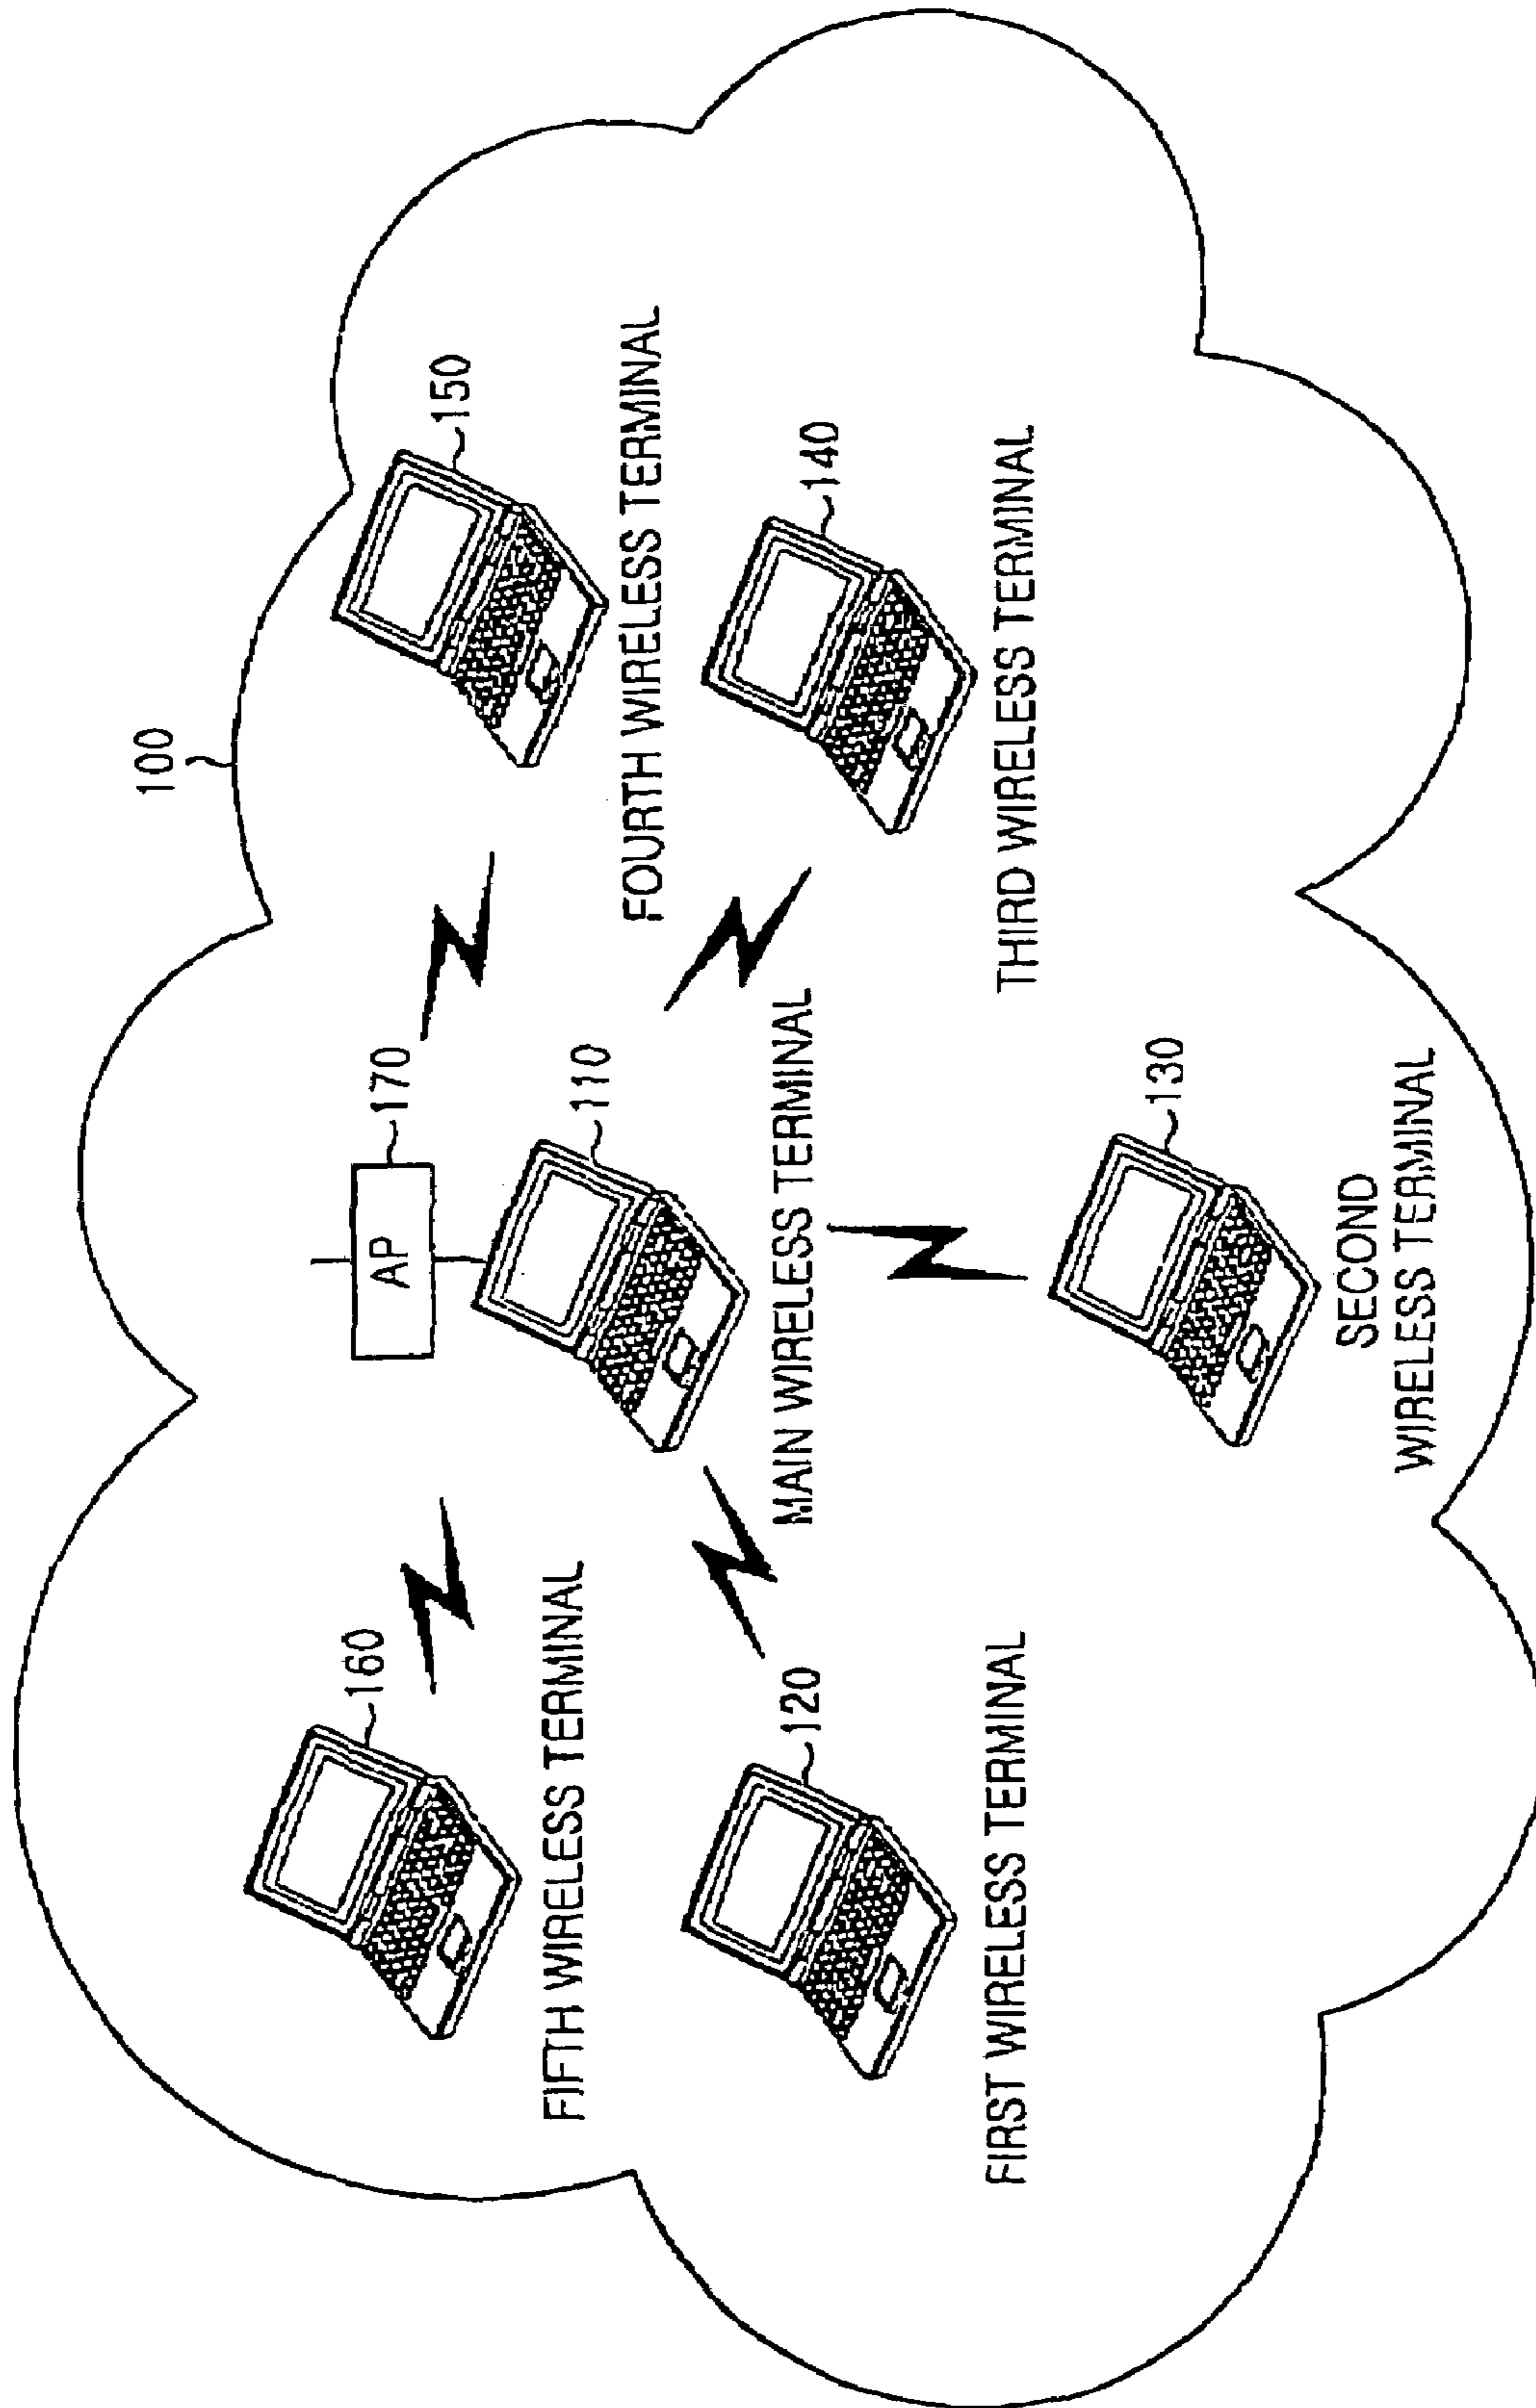 100
AP
170
160
150
110
FIFTH WIRELESS TERMINAL
FOURTH WIRELESS TERMINAL
120
140
MAIN WIRELESS TERMINAL
FIRST WIRELESS TERMINAL
THIRD WIRELESS TERMINAL
130
SECOND
WIRELESS TERMINAL